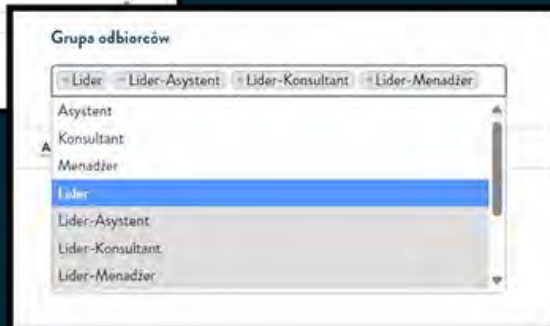 Grupa odbiorców
×Lider ×Lider-Asystent ×Lider-Konsultant ×Lider-Menadżer
Asystent
Konsultant
A
Menadżer
Lider
Lider-Asystent
Lider-Konsultant
Lider-Menadżer